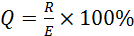 Q = R/E × 100%